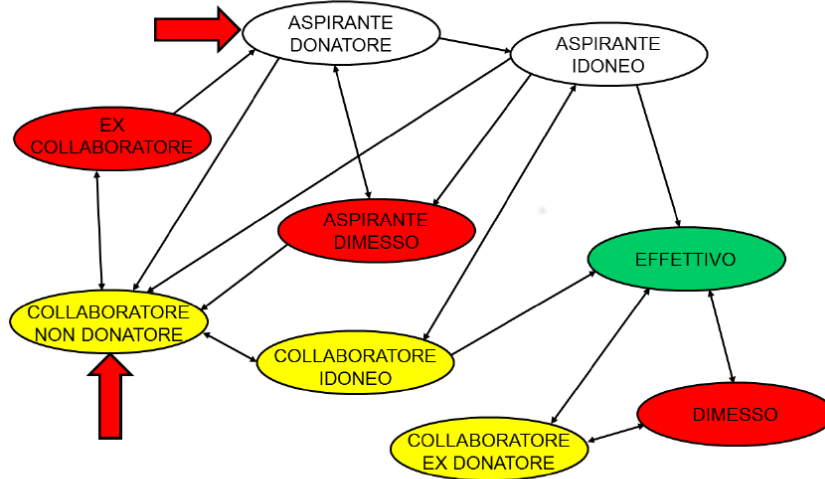 ASPIRANTE
DONATORE
ASPIRANTE
IDONEO
EX
COLLABORATORE
ASPIRANTE
DIMESSO
EFFETTIVO
COLLABORATORE
NON DONATORE
COLLABORATORE
IDONEO
DIMESSO
COLLABORATORE
EX DONATORE